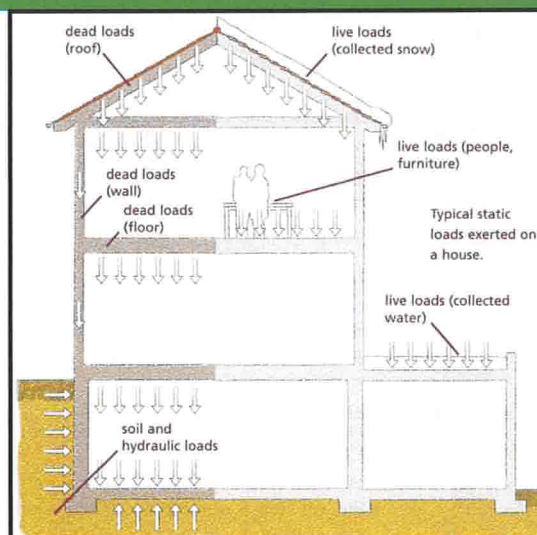 dead loads
(roof)
live loads
(collected snow)
live loads (people,
furniture)
dead loads
(wall)
dead loads
(floor)
Typical static
loads exerted on
a house.
live loads (collected
water)
soil and
hydraulic loads